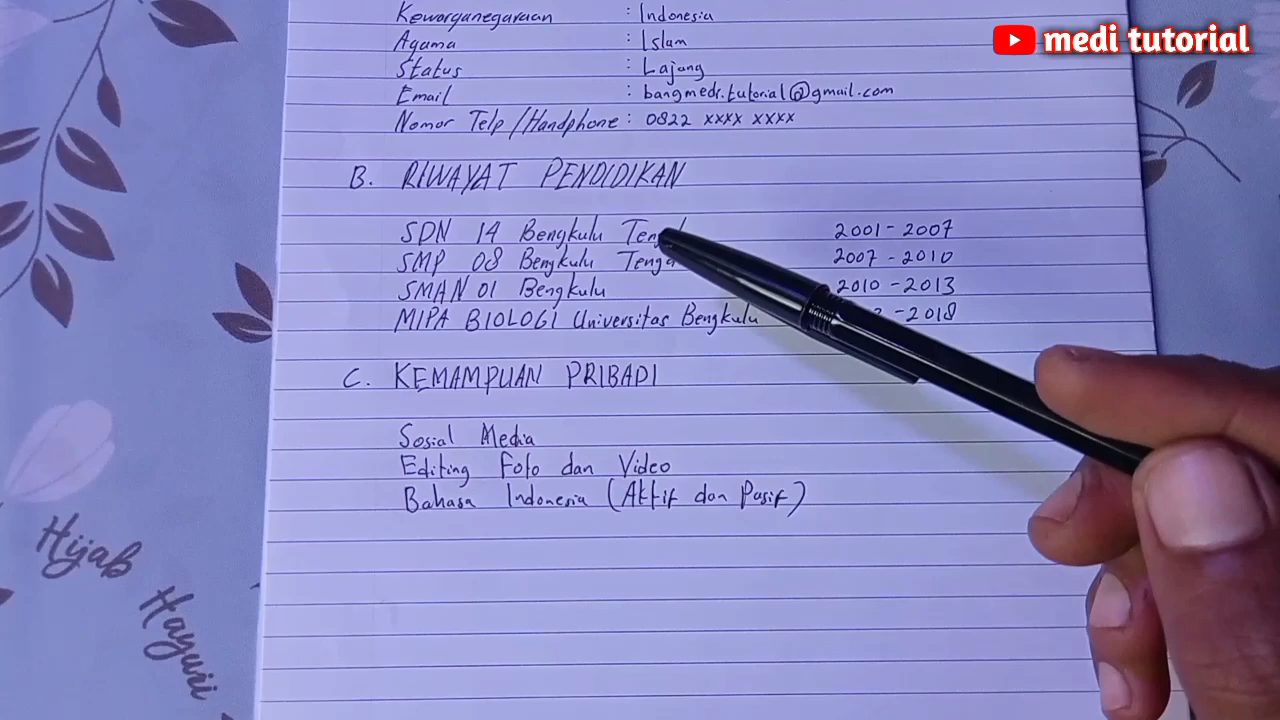 medi tutorial
Kewarganegaraan : Indonesia
Agama : Islam
Status : Lajang
Email : bangmedi.tutorial@gmail.com
Nomor Telp/Handphone : 0822 xxxx xxxx
B. RIWAYAT PENDIDIKAN
SDN 14 Bengkulu 2001-2007
SMP 08 Bengkulu 2007-2010
SMAN 01 Bengkulu 2010-2013
MIPA BIOLOGI Universitas Bengkulu -2018
C. KEMAMPUAN PRIBADI
Sosial Media
Editing Foto dan Video
Bahasa Indonesia (Aktif dan Pasif)
Hijab
Hayuri